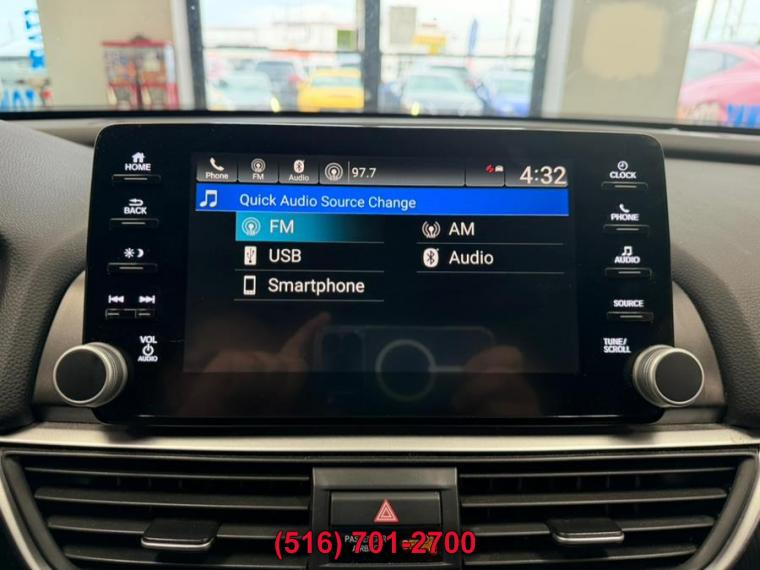 HOME
BACK
VOL
AUDIO
Phone
FM
Audio
97.7
4:32
Quick Audio Source Change
FM
AM
USB
Audio
Smartphone
CLOCK
PHONE
AUDIO
SOURCE
TUNE/
SCROLL
(516) 701-2700